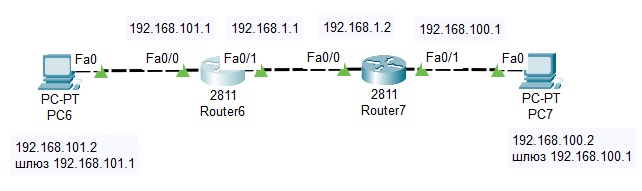 192.168.101.1 192.168.1.1 192.168.1.2 192.168.100.1
Fa0 Fa0/0 Fa0/1 Fa0/0 Fa0/1 Fa0
PC-PT 2811 2811 PC-PT
PC6 Router6 Router7 PC7
192.168.101.2 192.168.100.2
шлюз 192.168.101.1 шлюз 192.168.100.1